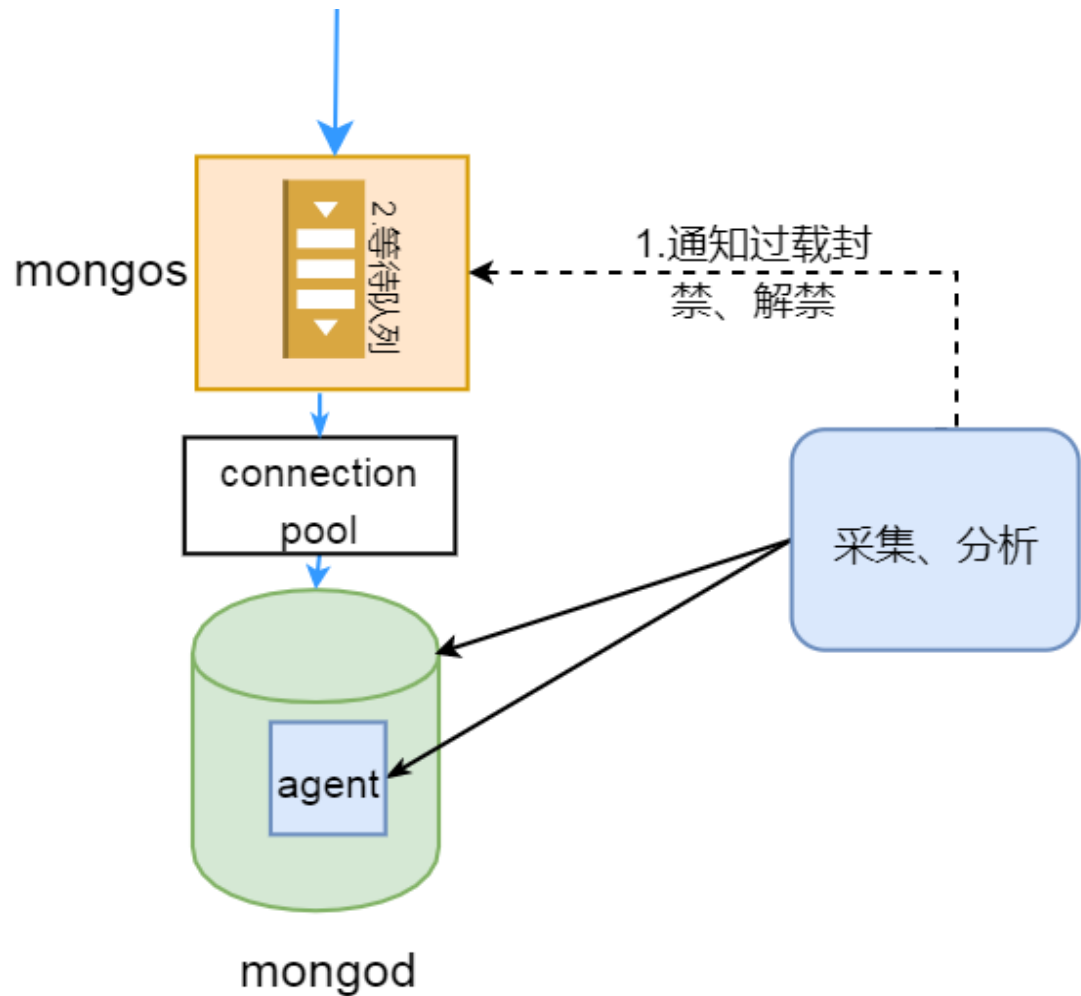 2.等待队列
mongos
1.通知过载封
禁、解禁
connection
pool
采集、分析
agent
mongod